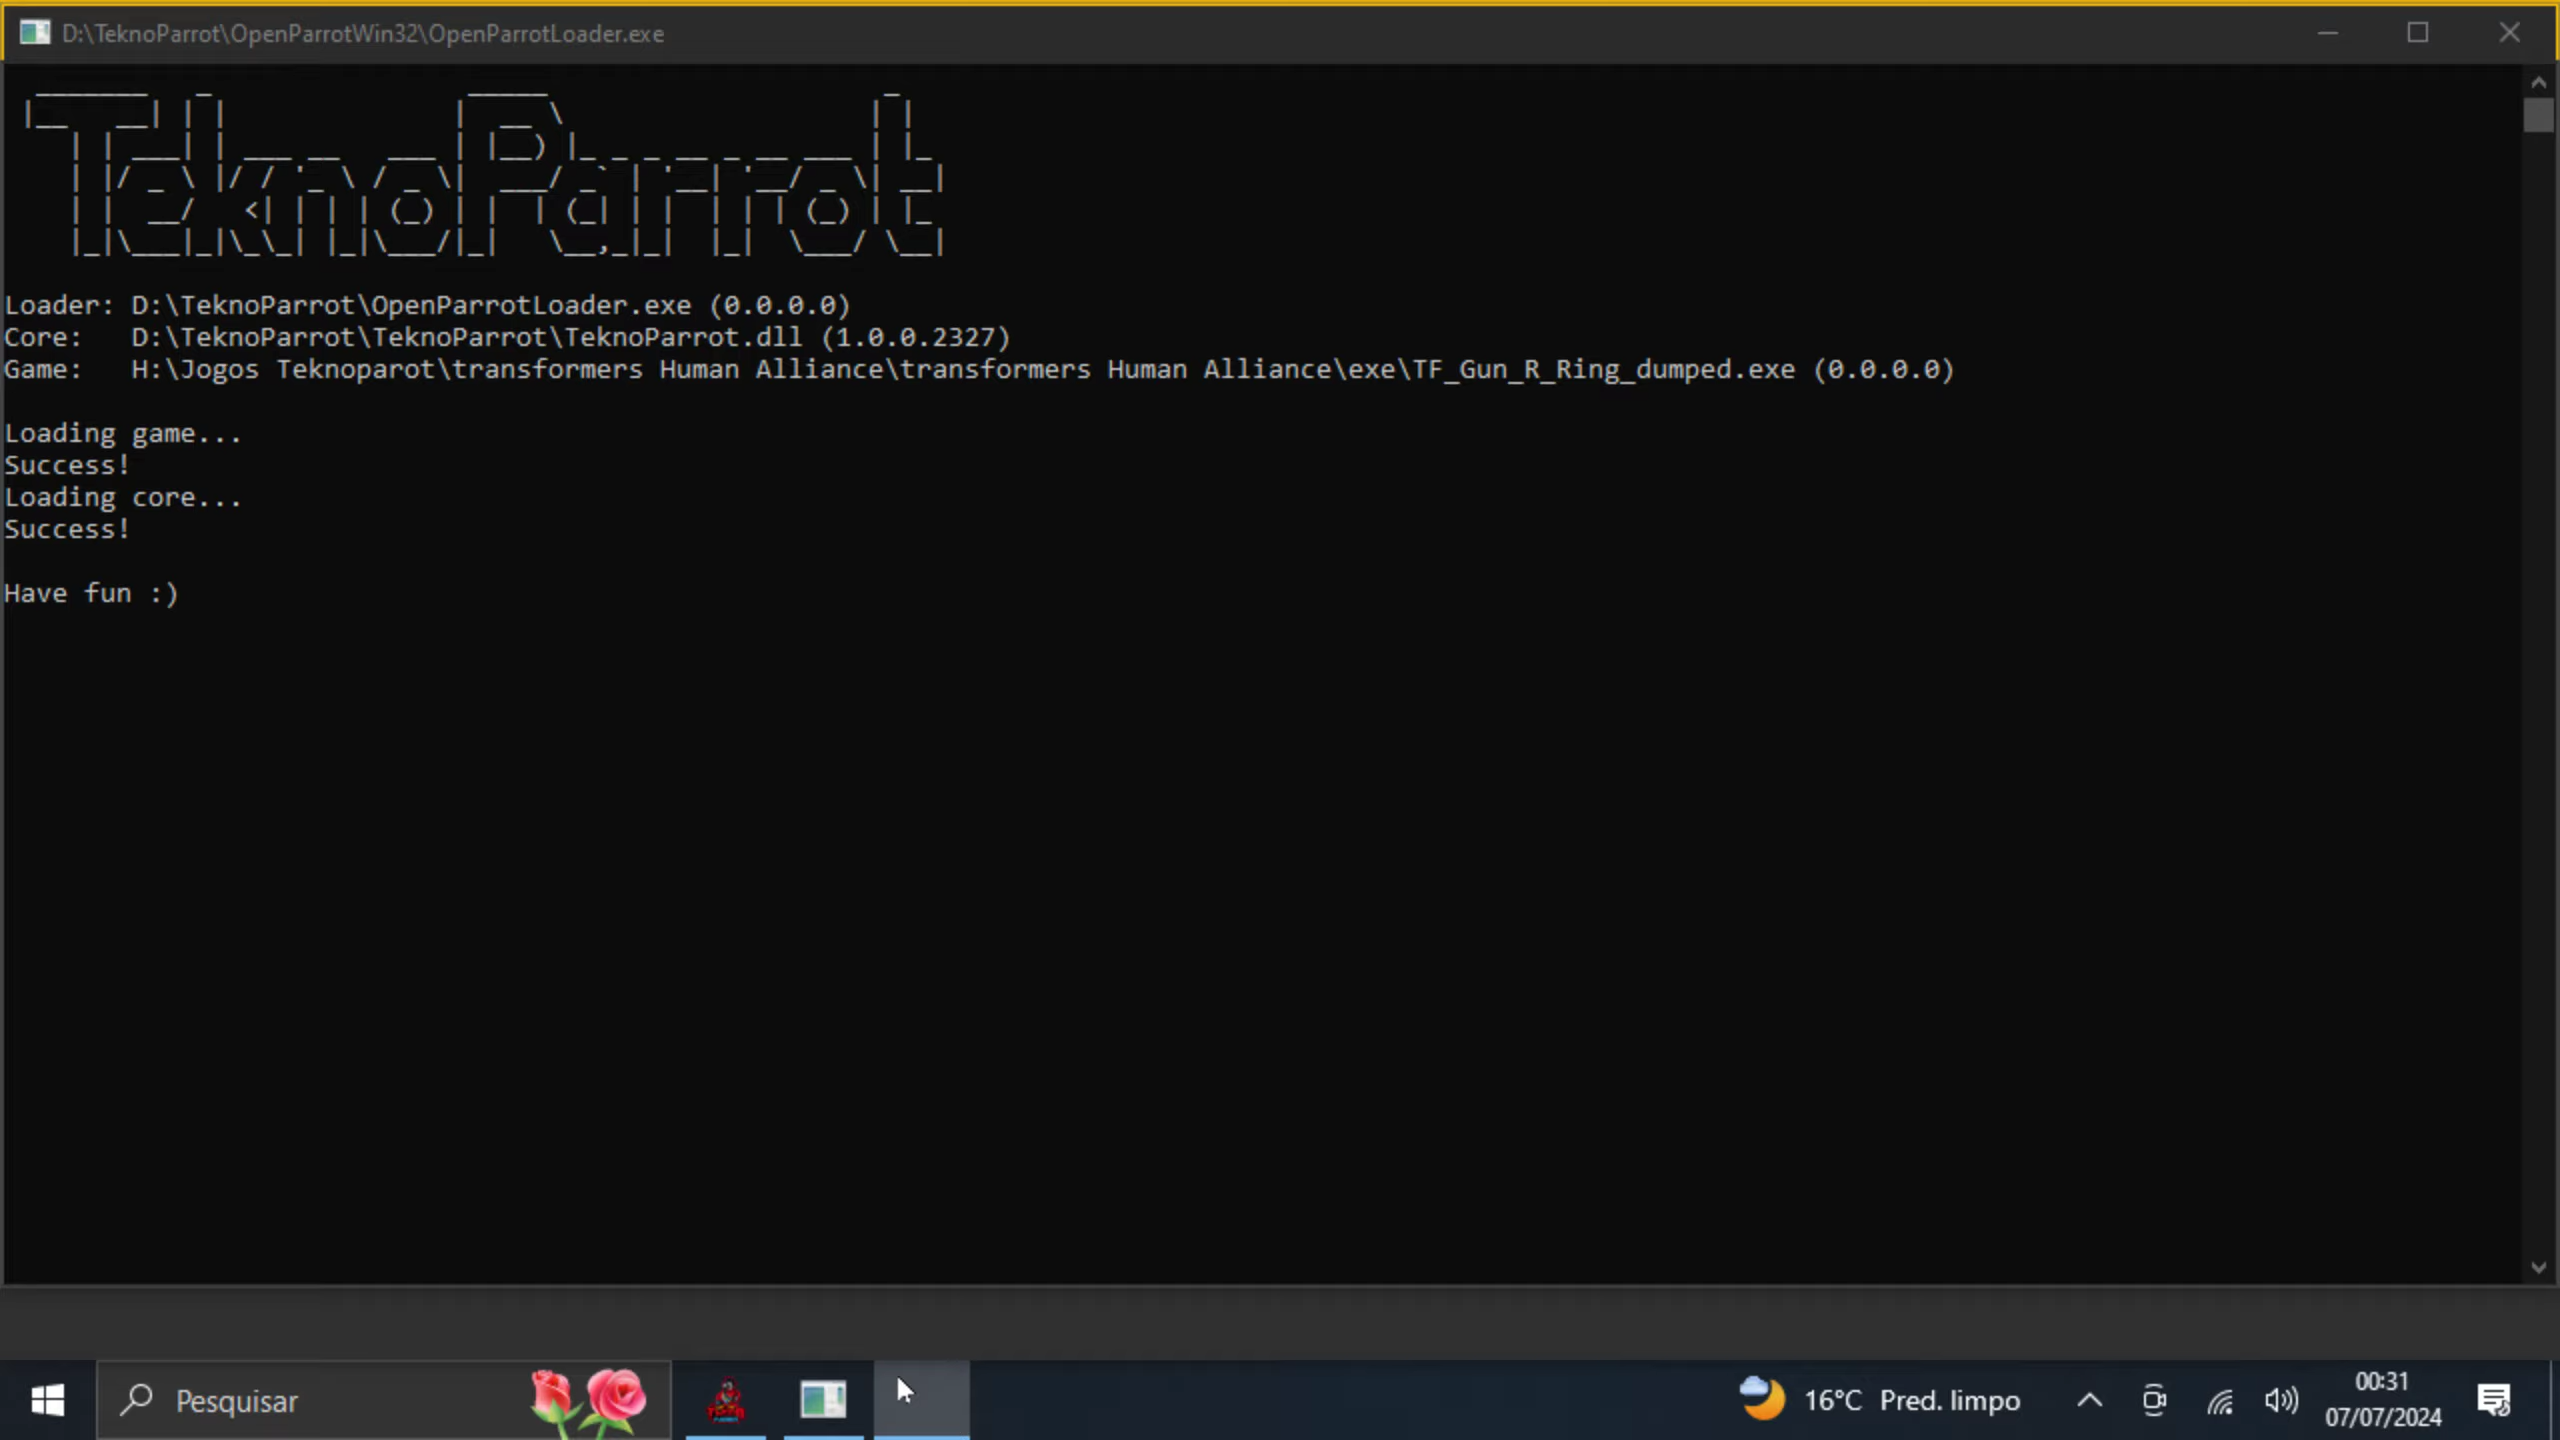 D:\TeknoParrot\OpenParrotWin32\OpenParrotLoader.exe
TeknoParrot
Loader: D:\TeknoParrot\OpenParrotLoader.exe (0.0.0.0)
Core:   D:\TeknoParrot\TeknoParrot\TeknoParrot.dll (1.0.0.2327)
Game:   H:\Jogos Teknoparot\transformers Human Alliance\transformers Human Alliance\exe\TF_Gun_R_Ring_dumped.exe (0.0.0.0)
Loading game...
Success!
Loading core...
Success!
Have fun :)
Pesquisar
16°C Pred. limpo
00:31
07/07/2024